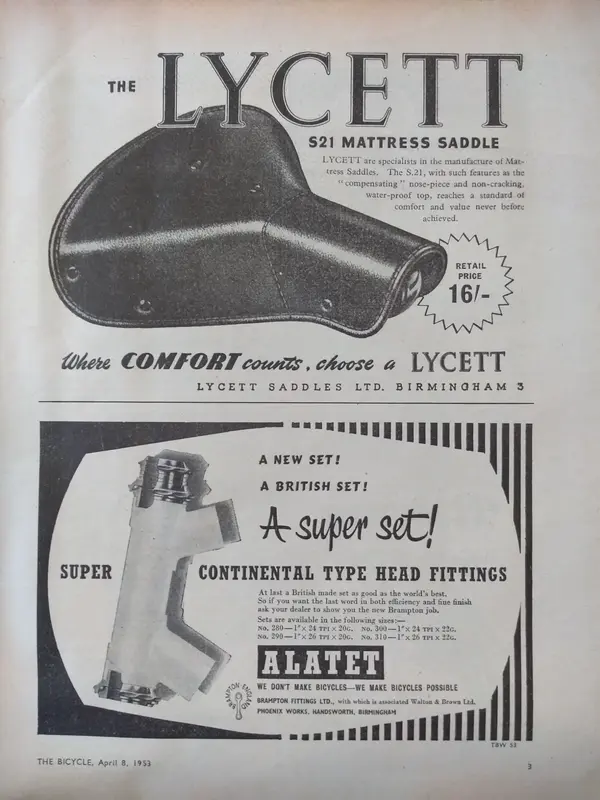 THE LYCETT
S21 MATTRESS SADDLE
LYCETT are specialists in the manufacture of Mat-
tress Saddles. The S.21, with such features as the
"compensating" nose-piece and non-cracking,
water-proof top, reaches a standard of
comfort and value never before
achieved.
RETAIL
PRICE
16/-
Where COMFORT counts, choose a LYCETT
LYCETT SADDLES LTD. BIRMINGHAM 3
A NEW SET!
A BRITISH SET!
A super set!
SUPER CONTINENTAL TYPE HEAD FITTINGS
At last a British made set as good as the world's best.
So if you want the last word in both efficiency and fine finish
ask your dealer to show you the new Brampton job.
Sets are available in the following sizes:—
No. 280—1"× 24 TPI × 20G. No. 300—1"× 24 TPI × 22G.
No. 290—1"× 26 TPI × 20G. No. 310—1"× 26 TPI × 22G.
ALATET
WE DON'T MAKE BICYCLES—WE MAKE BICYCLES POSSIBLE
BRAMPTON ENGLAND
BRAMPTON FITTINGS LTD., with which is associated Walton & Brown Ltd.
PHOENIX WORKS, HANDSWORTH, BIRMINGHAM
THE BICYCLE, April 8, 1953
3